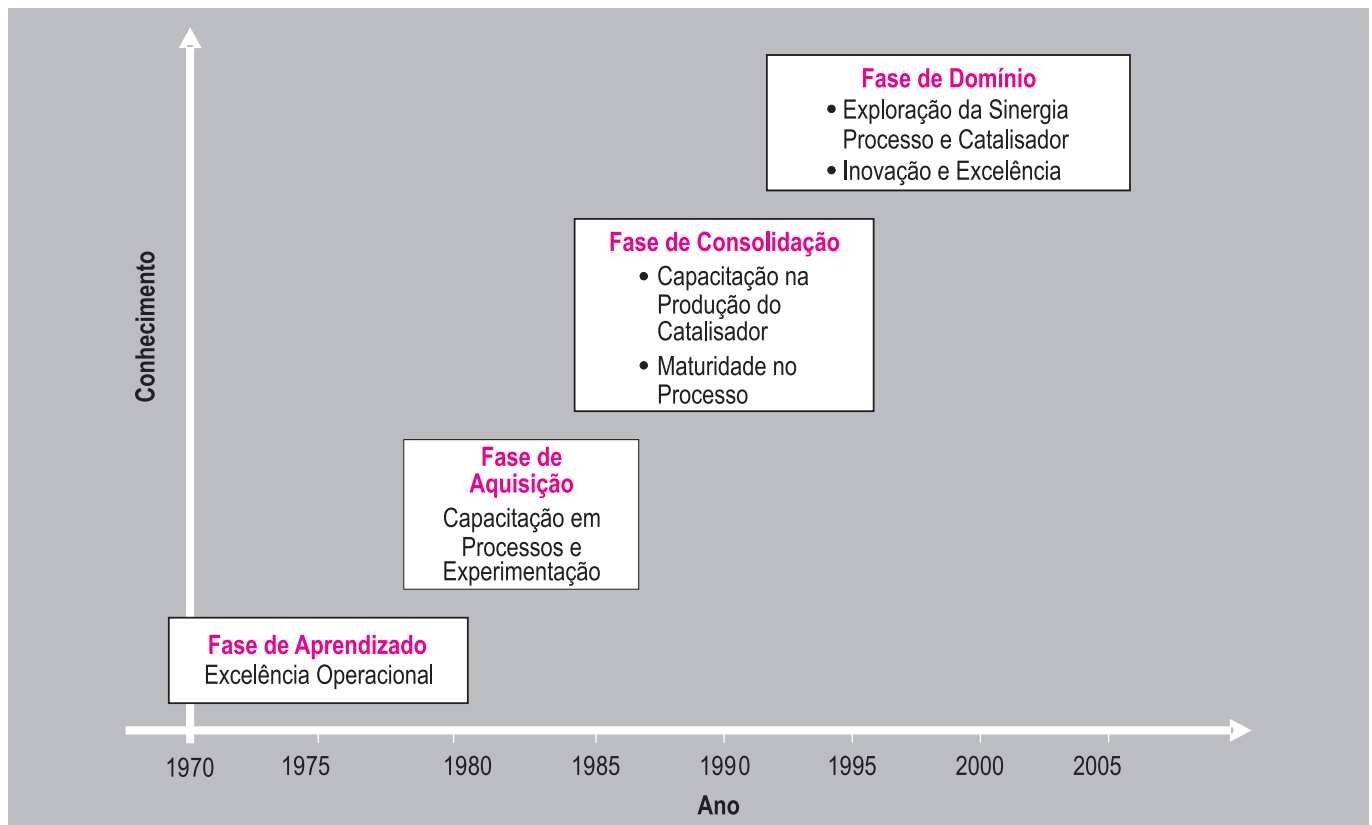 Fase de Domínio
• Exploração da Sinergia
Processo e Catalisador
• Inovação e Excelência
Fase de Consolidação
• Capacitação na
Produção do
Catalisador
• Maturidade no
Processo
Conhecimento
Fase de
Aquisição
Capacitação em
Processos e
Experimentação
Fase de Aprendizado
Excelência Operacional
1970 1975 1980 1985 1990 1995 2000 2005
Ano